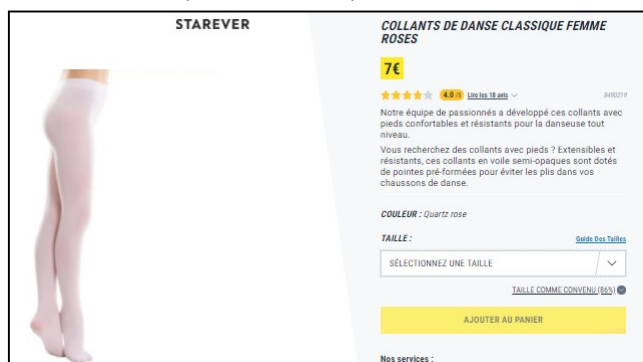 STAREVER
COLLANTS DE DANSE CLASSIQUE FEMME
ROSES
7€
4.0 /5 Lire les 18 avis
8490219
Notre équipe de passionnés a développé ces collants avec
pieds confortables et résistants pour la danseuse tout
niveau.
Vous recherchez des collants avec pieds ? Extensibles et
résistants, ces collants en voile semi-opaques sont dotés
de pointes pré-formées pour éviter les plis dans vos
chaussons de danse.
COULEUR : Quartz rose
TAILLE :
Guide Des Tailles
SÉLECTIONNEZ UNE TAILLE
TAILLE COMME CONVENU (86%)
AJOUTER AU PANIER
Nos services :